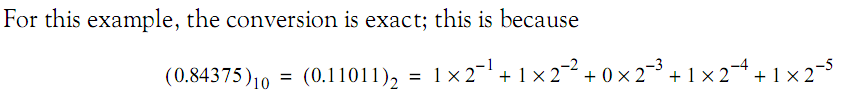 For this example, the conversion is exact; this is because
(0.84375)₁₀ = (0.11011)₂ = 1 × 2⁻¹ + 1 × 2⁻² + 0 × 2⁻³ + 1 × 2⁻⁴ + 1 × 2⁻⁵